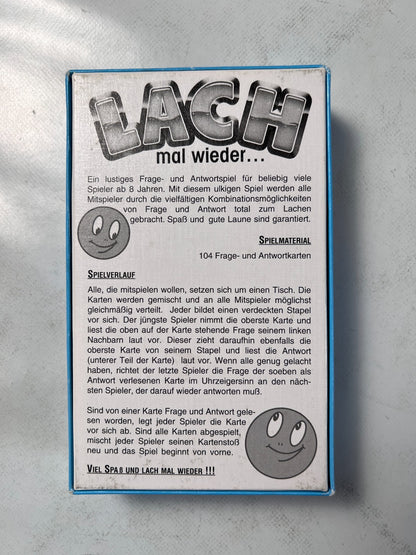 LACH
mal wieder...
Ein lustiges Frage- und Antwortspiel für beliebig viele
Spieler ab 8 Jahren. Mit diesem ulkigen Spiel werden alle
Mitspieler durch die vielfältigen Kombinationsmöglichkeiten
von Frage und Antwort total zum Lachen
gebracht. Spaß und gute Laune sind garantiert.
SPIELMATERIAL
104 Frage- und Antwortkarten
SPIELVERLAUF
Alle, die mitspielen wollen, setzen sich um einen Tisch. Die
Karten werden gemischt und an alle Mitspieler möglichst
gleichmäßig verteilt. Jeder bildet einen verdeckten Stapel
vor sich. Der jüngste Spieler nimmt die oberste Karte und
liest die oben auf der Karte stehende Frage seinem linken
Nachbarn laut vor. Dieser zieht daraufhin ebenfalls die
oberste Karte von seinem Stapel und liest die Antwort
(unterer Teil der Karte) laut vor. Wenn alle genug gelacht
haben, richtet der letzte Spieler die Frage der soeben als
Antwort verlesenen Karte im Uhrzeigersinn an den näch-
sten Spieler, der darauf wieder antworten muß.
Sind von einer Karte Frage und Antwort gele-
sen worden, legt jeder Spieler die Karte
vor sich ab. Sind alle Karten abgespielt,
mischt jeder Spieler seinen Kartenstoß
neu und das Spiel beginnt von vorne.
VIEL SPAß UND LACH MAL WIEDER !!!